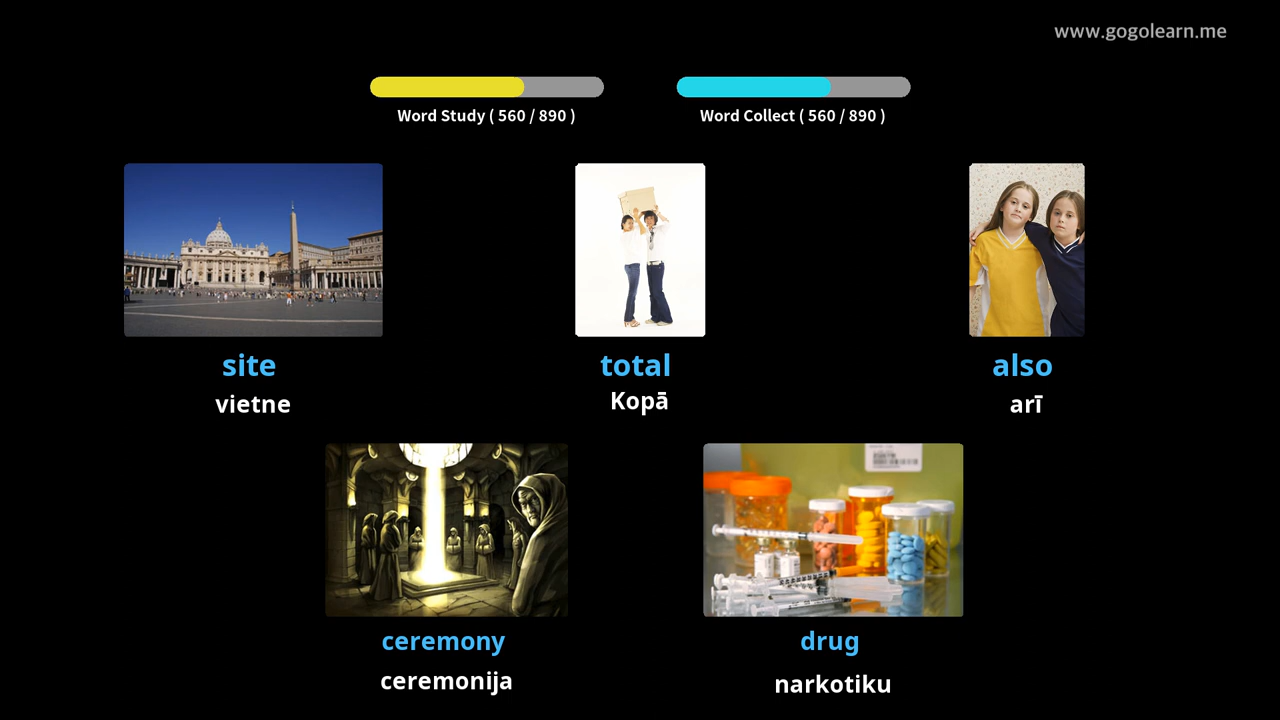 www.gogolearn.me
Word Study ( 560 / 890 )
Word Collect ( 560 / 890 )
site
vietne
total
Kopā
also
arī
ceremony
ceremonija
drug
narkotiku